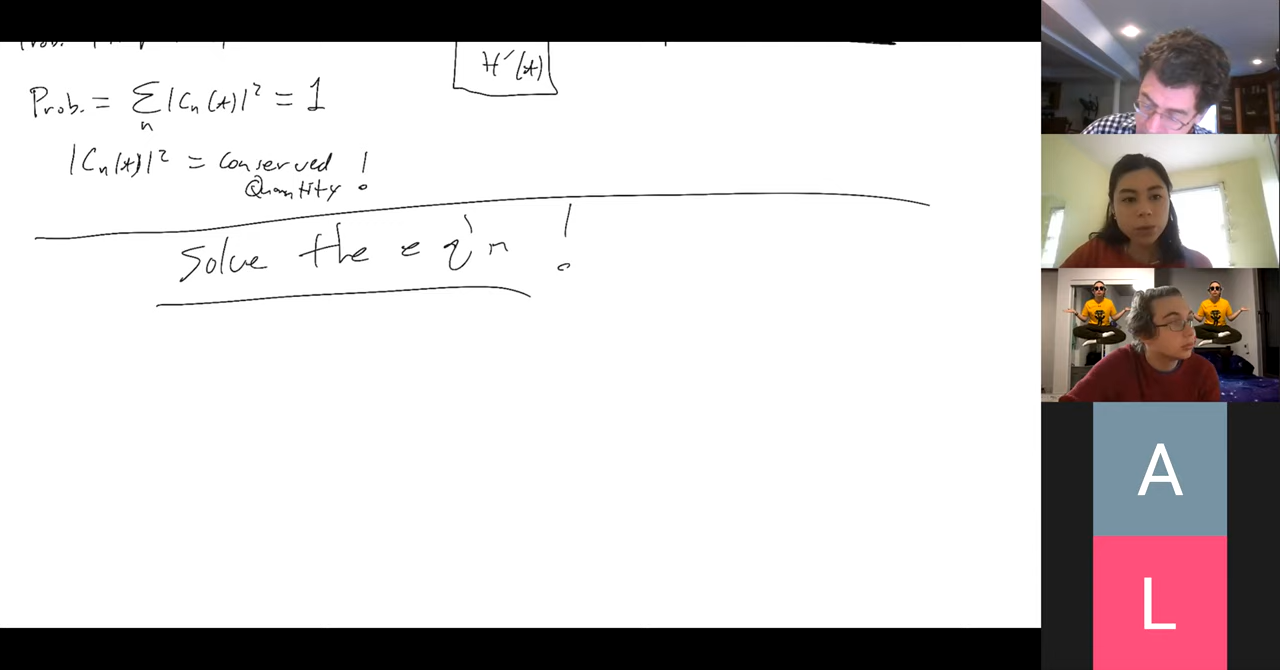 H'(t)
Prob. = Σ |Cn(t)|² = 1
n
|Cn(t)|² = Conserved !
Quantity
Solve the eq'n !
A
L